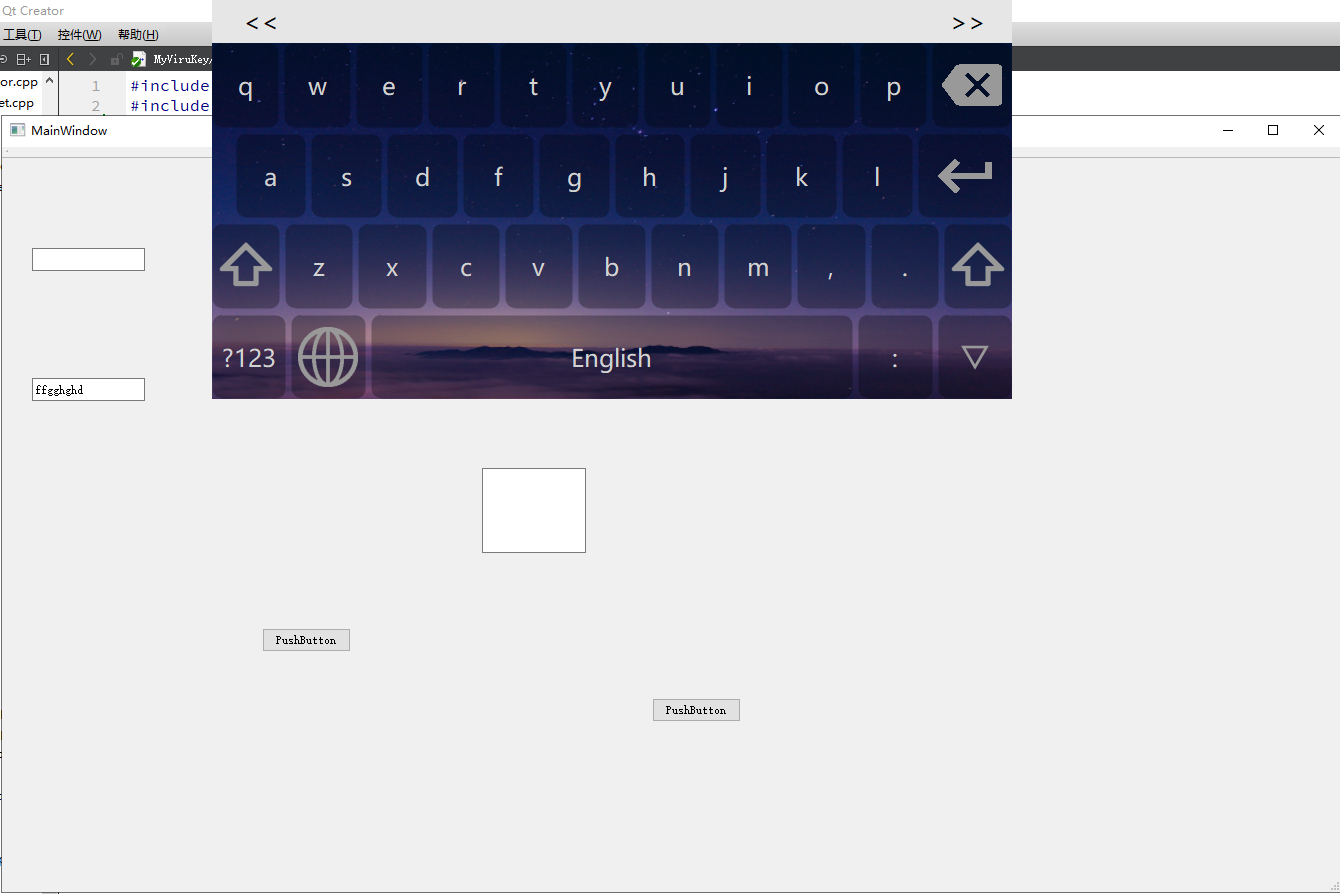 Qt Creator
工具(T) 控件(W) 帮助(H)
MyViruKey/
or.cpp
et.cpp
1 #include
2 #include
MainWindow
<< >>
q w e r t y u i o p
a s d f g h j k l
z x c v b n m , .
?123 English :
ffgghghd
PushButton
PushButton